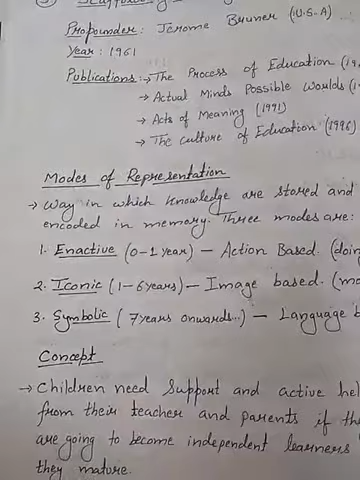 Propounder: Jerome Bruner (U.S.A)
Year: 1961
Publications: → The Process of Education
→ Actual Minds Possible Worlds
→ Acts of Meaning (1991)
→ The Culture of Education (1996)
Modes of Representation
→ Way in which knowledge are stored and
encoded in memory. Three modes are:
1. Enactive (0-1 year) — Action Based.
2. Iconic (1-6 years) — Image based.
3. Symbolic (7 years onwards...) — Language
Concept
→ Children need support and active
from their teacher and parents if
are going to become independent learners
they mature.